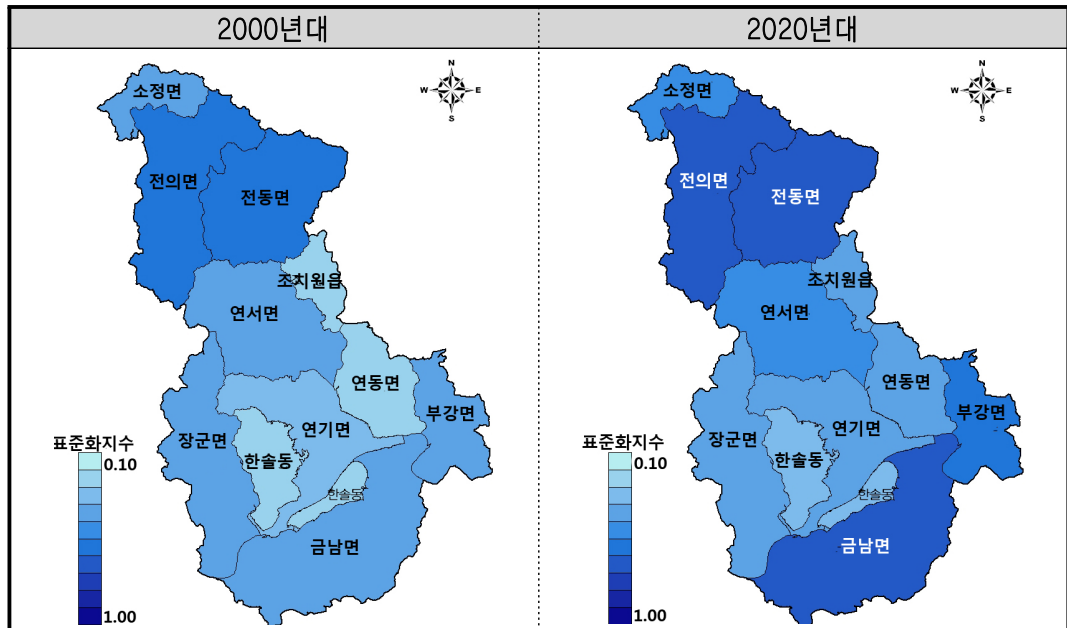 2000년대
N
W E
S
소정면
전의면
전동면
조치원읍
연서면
연동면
부강면
장군면
연기면
한솔동
한솔동
금남면
표준화지수
0.10
1.00
2020년대
N
W E
S
소정면
전의면
전동면
조치원읍
연서면
연동면
부강면
장군면
연기면
한솔동
한솔동
금남면
표준화지수
0.10
1.00